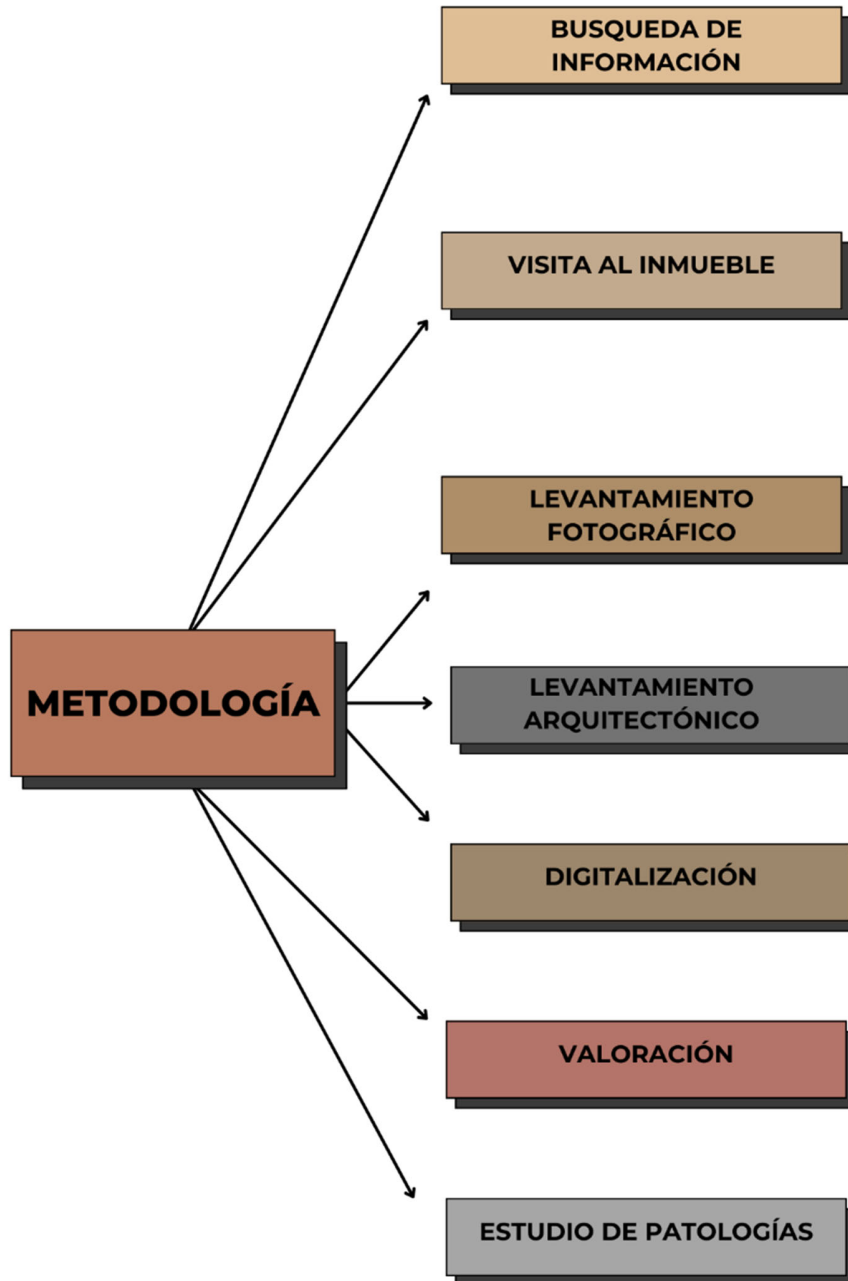 BUSQUEDA DE
INFORMACIÓN
VISITA AL INMUEBLE
LEVANTAMIENTO
FOTOGRÁFICO
METODOLOGÍA
LEVANTAMIENTO
ARQUITECTÓNICO
DIGITALIZACIÓN
VALORACIÓN
ESTUDIO DE PATOLOGÍAS